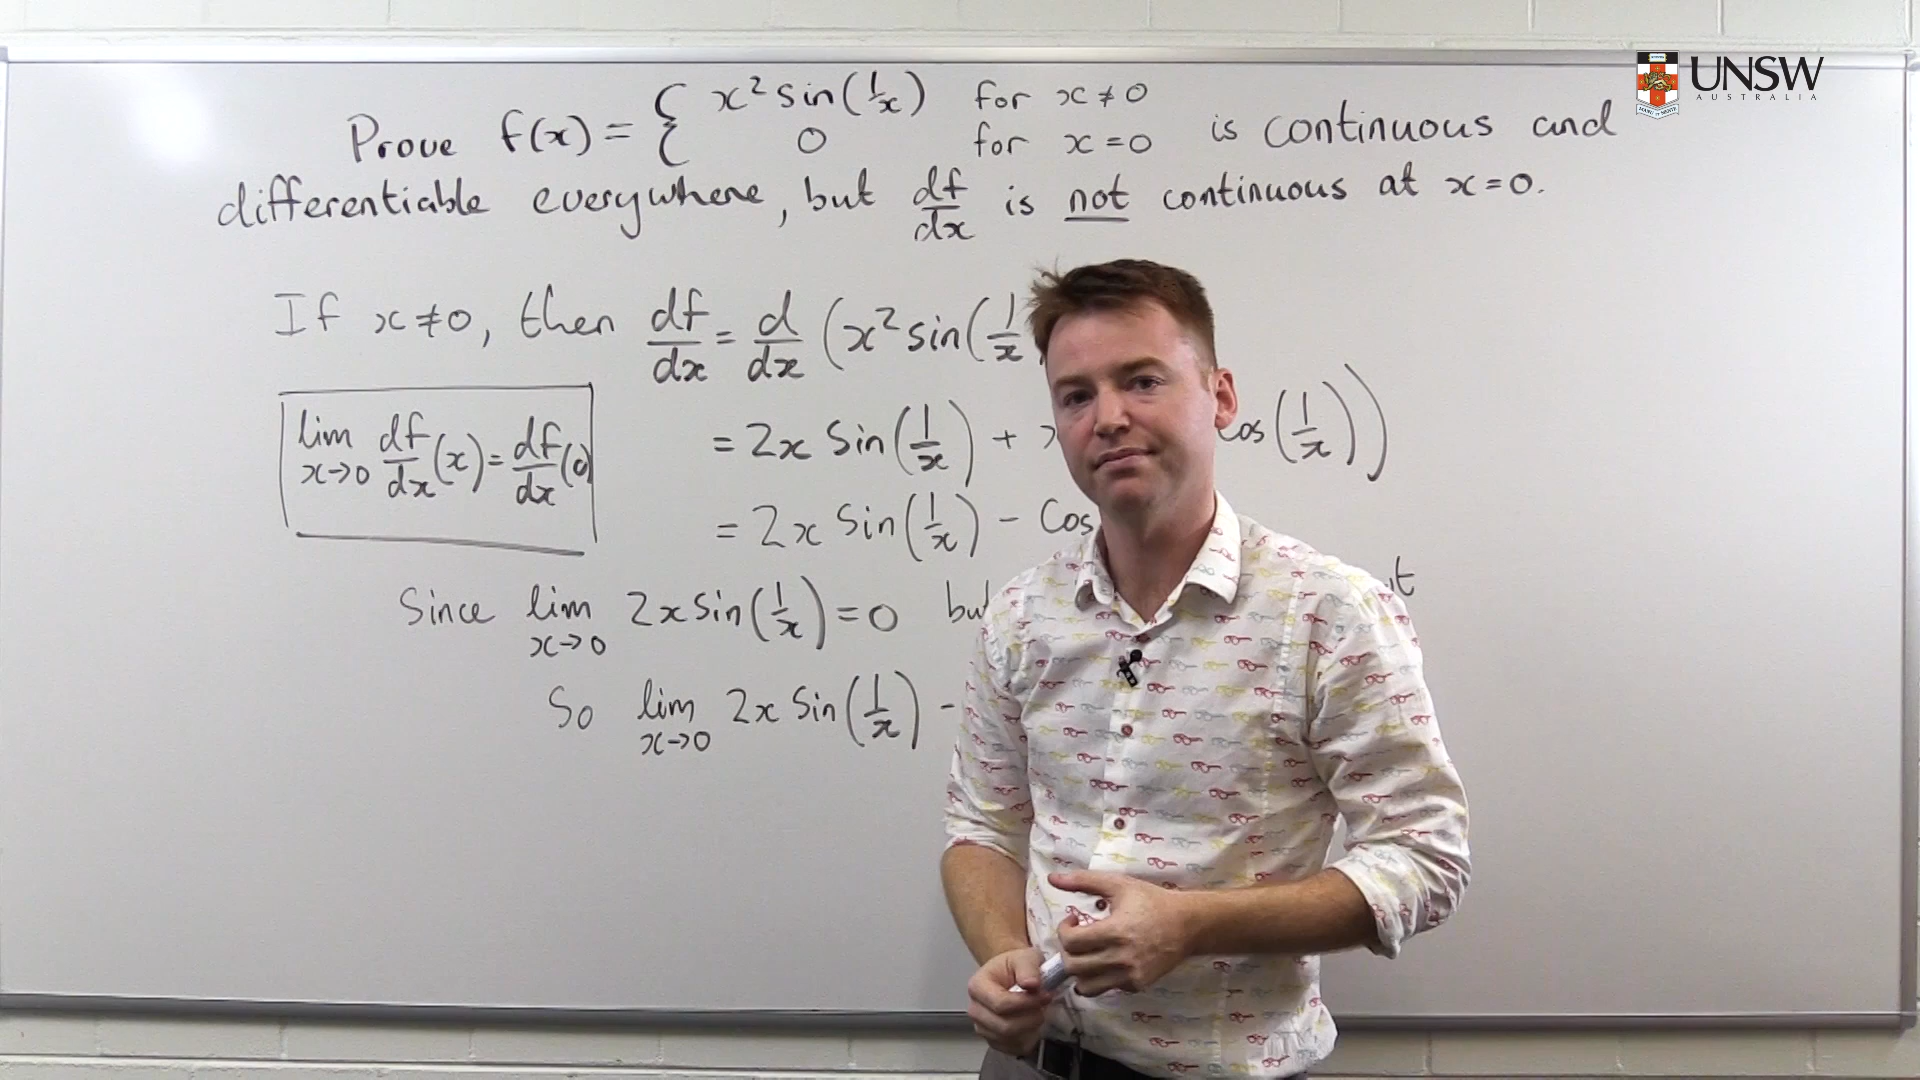 UNSW
AUSTRALIA
Prove f(x) = { x² sin(1/x) for x ≠ 0
0 for x = 0 is continuous and
differentiable everywhere, but df/dx is not continuous at x = 0.
If x ≠ 0, then df/dx = d/dx (x² sin(1/x
= 2x sin(1/x) + cos(1/x))
lim x→0 df/dx (x) = df/dx (0)
= 2x sin(1/x) - cos
Since lim x→0 2x sin(1/x) = 0 but
So lim x→0 2x sin(1/x) -